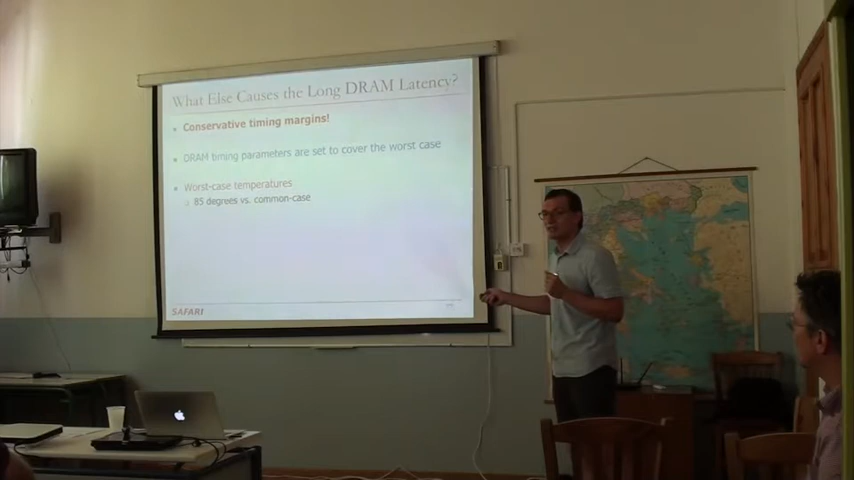 What Else Causes the Long DRAM Latency?
Conservative timing margins!
DRAM timing parameters are set to cover the worst case
Worst-case temperatures
85 degrees vs. common-case
SAFARI